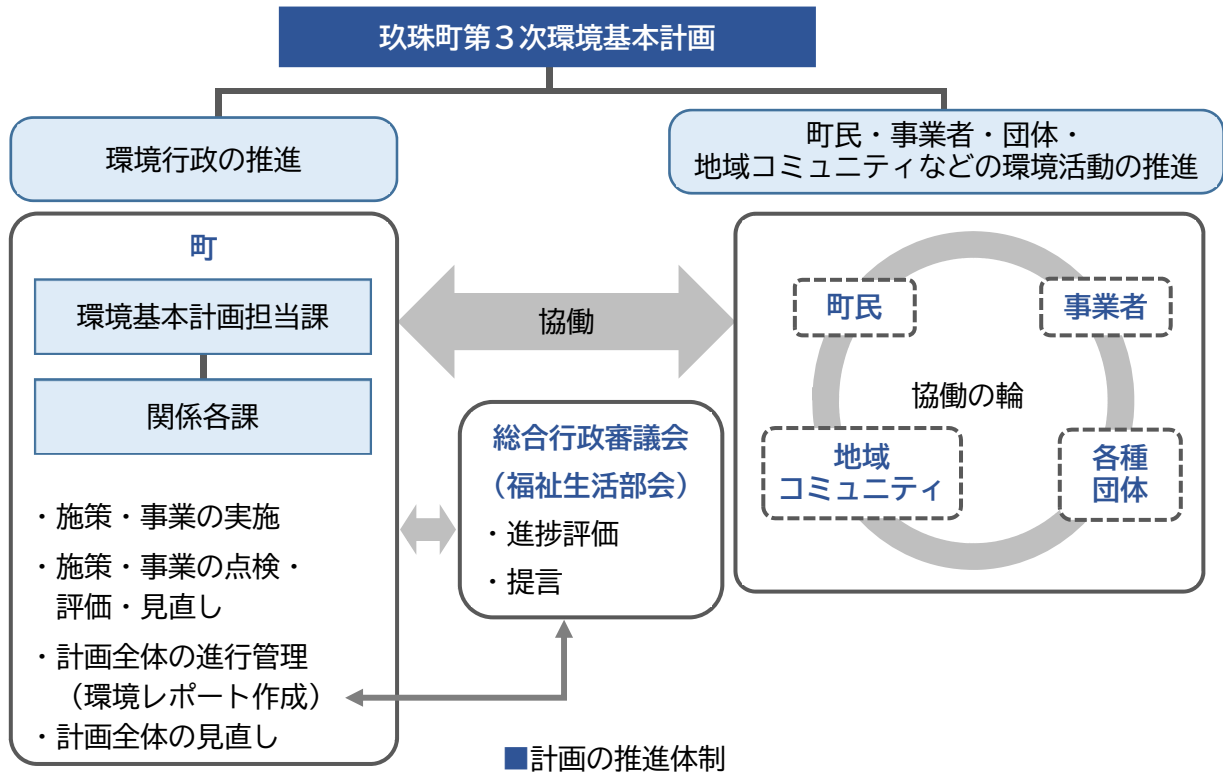 玖珠町第３次環境基本計画
環境行政の推進
町民・事業者・団体・
地域コミュニティなどの環境活動の推進
町
環境基本計画担当課
関係各課
・施策・事業の実施
・施策・事業の点検・
評価・見直し
・計画全体の進行管理
（環境レポート作成）
・計画全体の見直し
協働
総合行政審議会
（福祉生活部会）
・進捗評価
・提言
町民
事業者
協働の輪
地域
コミュニティ
各種
団体
■計画の推進体制